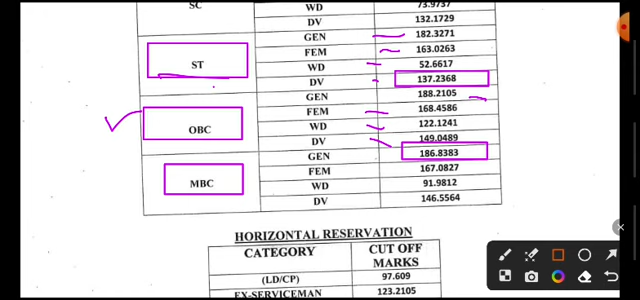 SC WD 73.9737
DV 132.1729
GEN 182.3271
FEM 163.0263
ST WD 52.6617
DV 137.2368
GEN 188.2105
FEM 168.4586
OBC WD 122.1241
DV 149.0489
GEN 186.8383
FEM 167.0827
MBC WD 91.9812
DV 146.5564
HORIZONTAL RESERVATION
CATEGORY CUT OFF
MARKS
(LD/CP) 97.609
EX-SERVICEMAN 123.2105